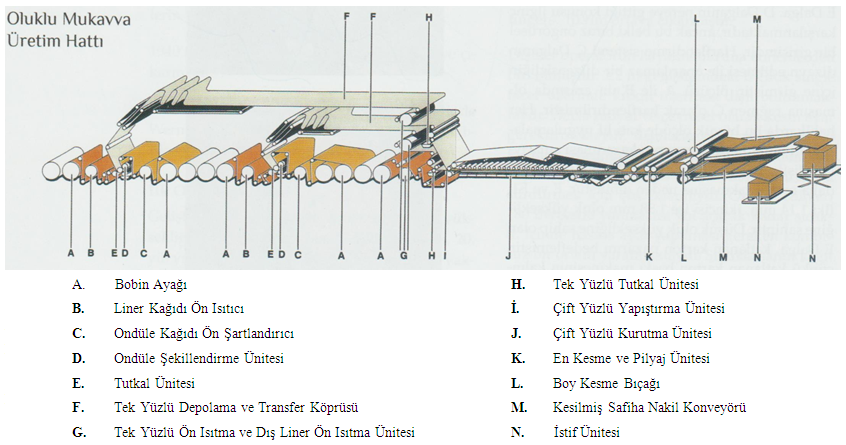 Oluklu Mukavva
Üretim Hattı
F F H L M
A B E D C A A B E D C A A G H I J K L M N N
A. Bobin Ayağı
B. Liner Kağıdı Ön Isıtıcı
C. Ondüle Kağıdı Ön Şartlandırıcı
D. Ondüle Şekillendirme Ünitesi
E. Tutkal Ünitesi
F. Tek Yüzlü Depolama ve Transfer Köprüsü
G. Tek Yüzlü Ön Isıtma ve Dış Liner Ön Isıtma Ünitesi
H. Tek Yüzlü Tutkal Ünitesi
İ. Çift Yüzlü Yapıştırma Ünitesi
J. Çift Yüzlü Kurutma Ünitesi
K. En Kesme ve Pilyaj Ünitesi
L. Boy Kesme Bıçağı
M. Kesilmiş Safiha Nakil Konveyörü
N. İstif Ünitesi